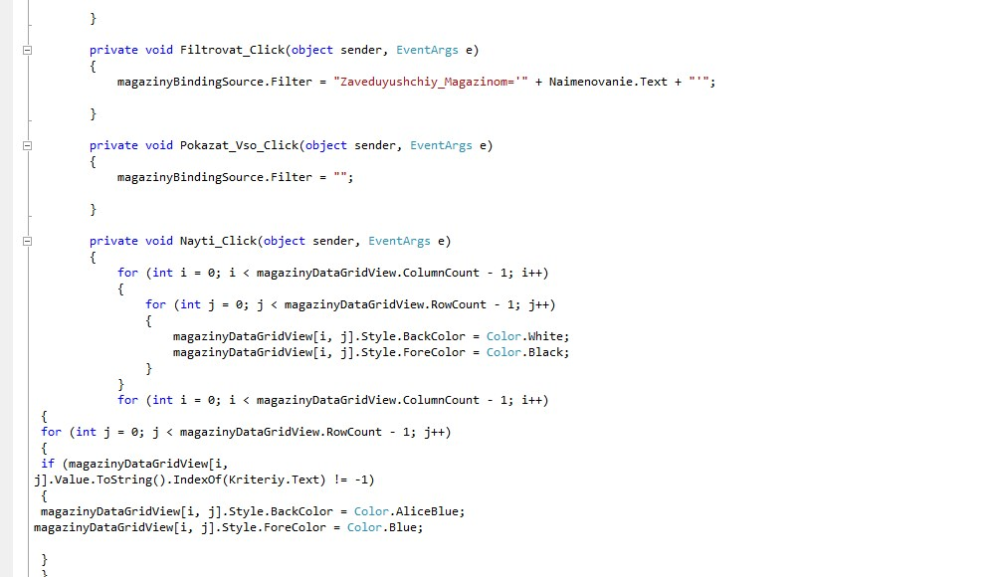 }
private void Filtrovat_Click(object sender, EventArgs e)
{
magazinyBindingSource.Filter = "Zaveduyushchiy_Magazinom='" + Naimenovanie.Text + "'";
}
private void Pokazat_Vso_Click(object sender, EventArgs e)
{
magazinyBindingSource.Filter = "";
}
private void Nayti_Click(object sender, EventArgs e)
{
for (int i = 0; i < magazinyDataGridView.ColumnCount - 1; i++)
{
for (int j = 0; j < magazinyDataGridView.RowCount - 1; j++)
{
magazinyDataGridView[i, j].Style.BackColor = Color.White;
magazinyDataGridView[i, j].Style.ForeColor = Color.Black;
}
}
for (int i = 0; i < magazinyDataGridView.ColumnCount - 1; i++)
{
for (int j = 0; j < magazinyDataGridView.RowCount - 1; j++)
{
if (magazinyDataGridView[i,
j].Value.ToString().IndexOf(Kriteriy.Text) != -1)
{
magazinyDataGridView[i, j].Style.BackColor = Color.AliceBlue;
magazinyDataGridView[i, j].Style.ForeColor = Color.Blue;
}
}